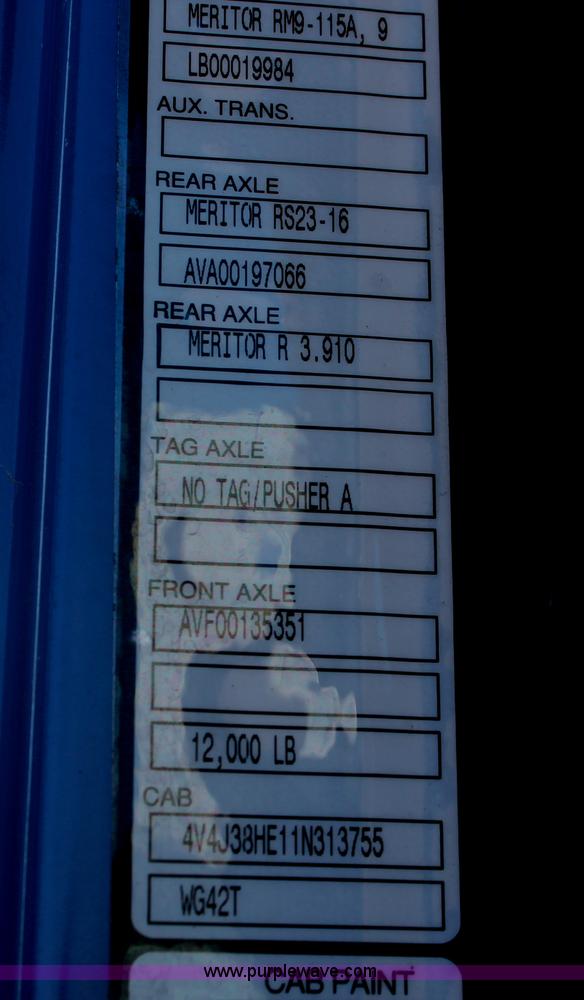 MERITOR RM9-115A, 9
LB00019984
AUX. TRANS.
REAR AXLE
MERITOR RS23-16
AVA00197066
REAR AXLE
MERITOR R 3.910
TAG AXLE
NO TAG/PUSHER A
FRONT AXLE
AVF00135351
12,000 LB
CAB
4V4J38HE11N313755
WG42T
www.purplewave.com
CAB PAINT